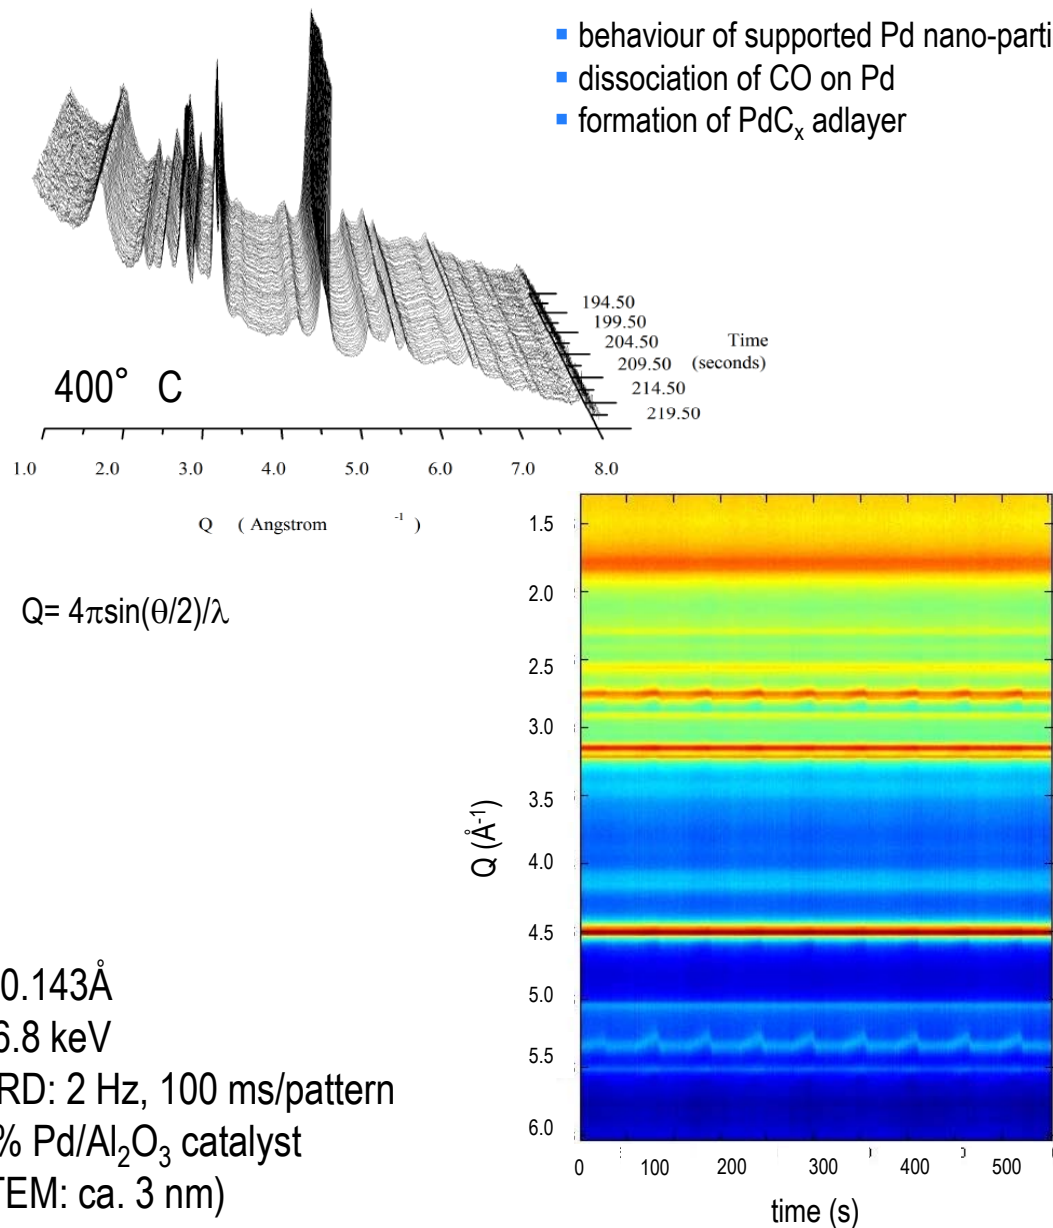 ▪ behaviour of supported Pd nano-parti
▪ dissociation of CO on Pd
▪ formation of PdCx adlayer
194.50
199.50
204.50
Time
209.50
(seconds)
214.50
219.50
400° C
1.0 2.0 3.0 4.0 5.0 6.0 7.0 8.0
Q ( Angstrom -1 )
Q= 4πsin(θ/2)/λ
1.5
2.0
2.5
3.0
3.5
4.0
4.5
5.0
5.5
6.0
Q (Å-1)
0 100 200 300 400 500
time (s)
0.143Å
6.8 keV
RD: 2 Hz, 100 ms/pattern
% Pd/Al2O3 catalyst
TEM: ca. 3 nm)